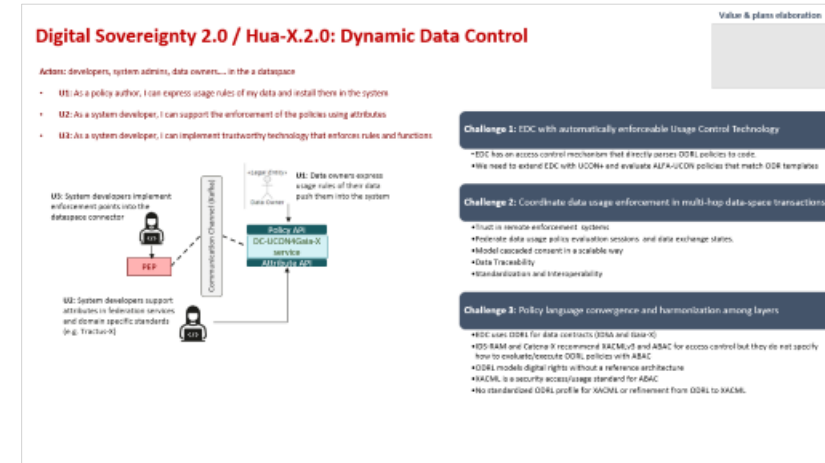 Value & plans elaboration
Digital Sovereignty 2.0 / Hua-X.2.0: Dynamic Data Control
Actors: developers, system admins, data owners.... in the a dataspace
• U1: As a policy author, I can express usage rules of my data and install them in the system
• U2: As a system developer, I can support the enforcement of the policies using attributes
• U3: As a system developer, I can implement trustworthy technology that enforces rules and functions
U3: System developers implement
enforcement points into the
dataspace connector
PEP
Communication Channel (Kafka)
<<Legal Entity>>
Data Owner
U1: Data owners express
usage rules of their data
push them into the system
Policy API
DC-UCON4Gaia-X
service
Attribute API
U2: System developers support
attributes in federation services
and domain specific standards
(e.g. Tractus-X)
Challenge 1: EDC with automatically enforceable Usage Control Technology
•EDC has an access control mechanism that directly parses ODRL policies to code.
•We need to extend EDC with UCON+ and evaluate ALFA-UCON policies that match ODR templates
Challenge 2: Coordinate data usage enforcement in multi-hop data-space transactions
•Trust in remote enforcement systems
•Federate data usage policy evaluation sessions and data exchange states.
•Model cascaded consent in a scalable way
•Data Traceability
•Standardization and Interoperability
Challenge 3: Policy language convergence and harmonization among layers
•EDC uses ODRL for data contracts (IDSA and Gaia-X)
•IDS-RAM and Catena-X recommend XACMLv3 and ABAC for access control but they do not specify
how to evaluate/execute ODRL policies with ABAC
•ODRL models digital rights without a reference architecture
•XACML is a security access/usage standard for ABAC
•No standardized ODRL profile for XACML or refinement from ODRL to XACML